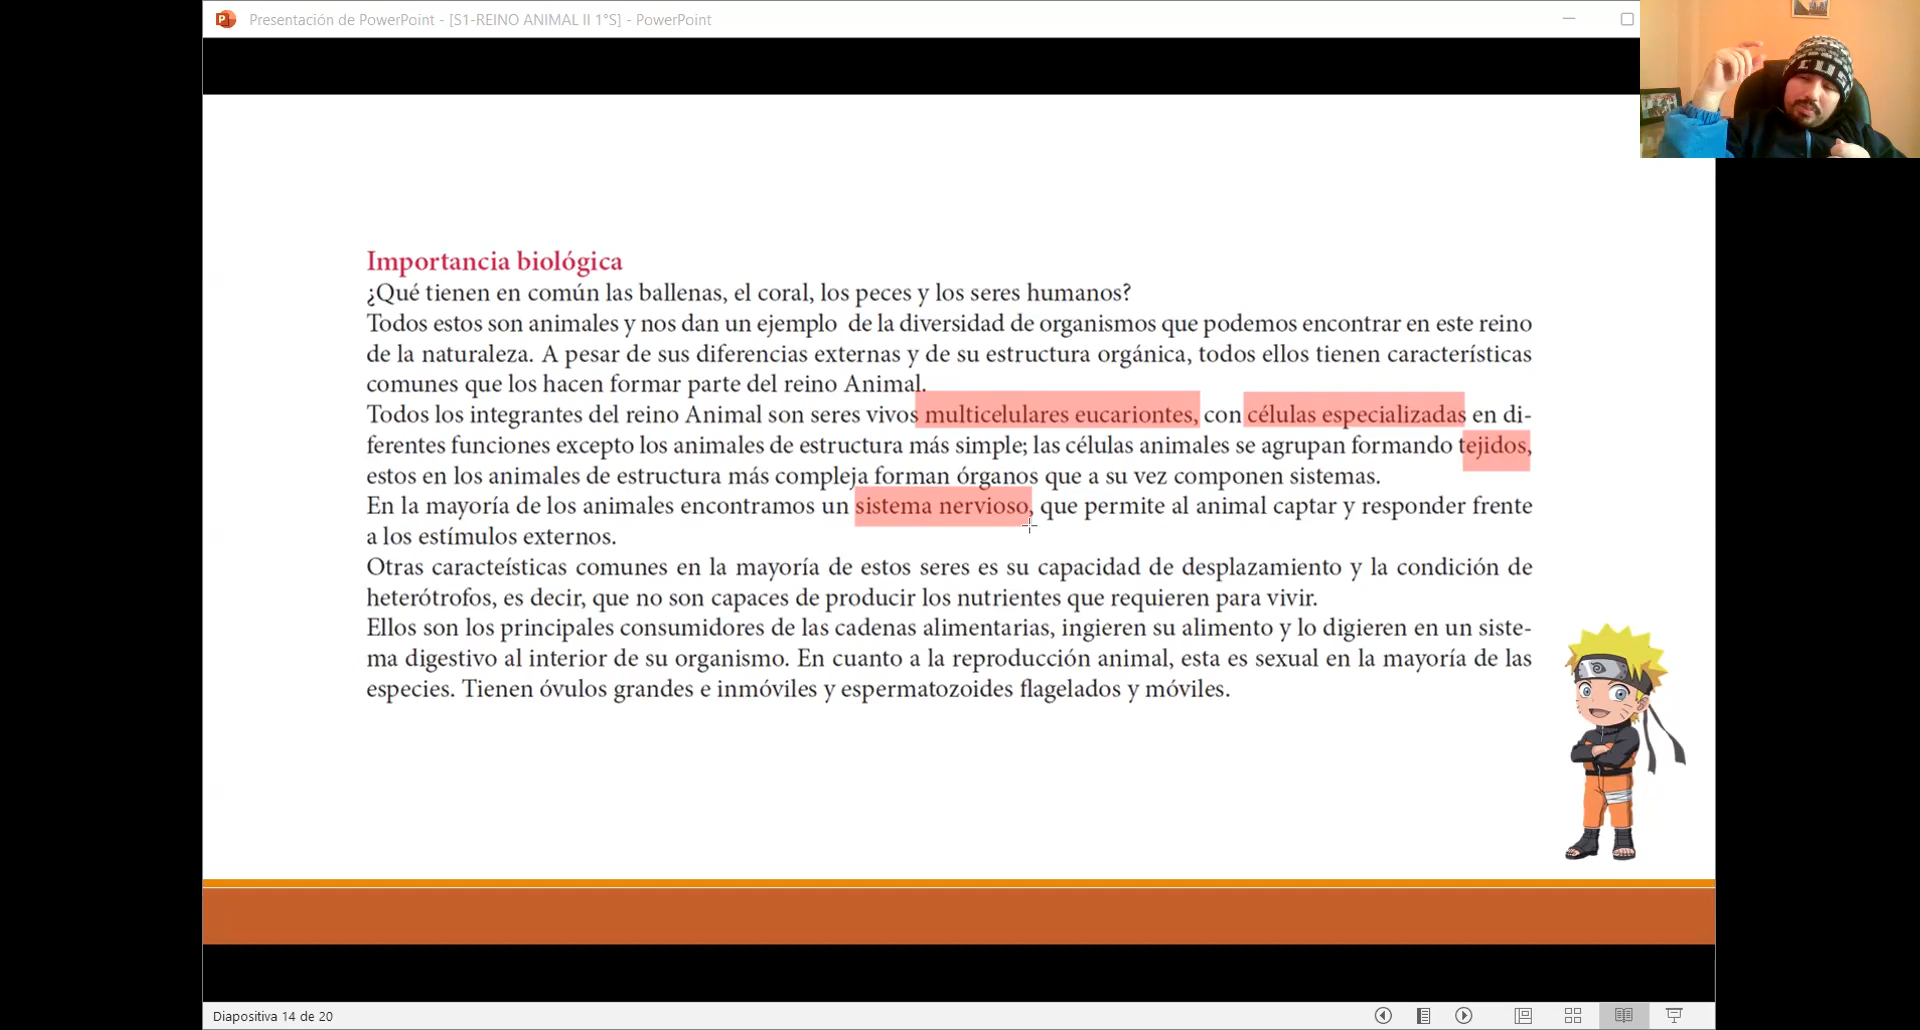 Presentación de PowerPoint - [S1-REINO ANIMAL II 1°S] - PowerPoint
CUS
Importancia biológica
¿Qué tienen en común las ballenas, el coral, los peces y los seres humanos?
Todos estos son animales y nos dan un ejemplo de la diversidad de organismos que podemos encontrar en este reino
de la naturaleza. A pesar de sus diferencias externas y de su estructura orgánica, todos ellos tienen características
comunes que los hacen formar parte del reino Animal.
Todos los integrantes del reino Animal son seres vivos multicelulares eucariontes, con células especializadas en di-
ferentes funciones excepto los animales de estructura más simple; las células animales se agrupan formando tejidos,
estos en los animales de estructura más compleja forman órganos que a su vez componen sistemas.
En la mayoría de los animales encontramos un sistema nervioso, que permite al animal captar y responder frente
a los estímulos externos.
Otras caracteísticas comunes en la mayoría de estos seres es su capacidad de desplazamiento y la condición de
heterótrofos, es decir, que no son capaces de producir los nutrientes que requieren para vivir.
Ellos son los principales consumidores de las cadenas alimentarias, ingieren su alimento y lo digieren en un siste-
ma digestivo al interior de su organismo. En cuanto a la reproducción animal, esta es sexual en la mayoría de las
especies. Tienen óvulos grandes e inmóviles y espermatozoides flagelados y móviles.
Diapositiva 14 de 20